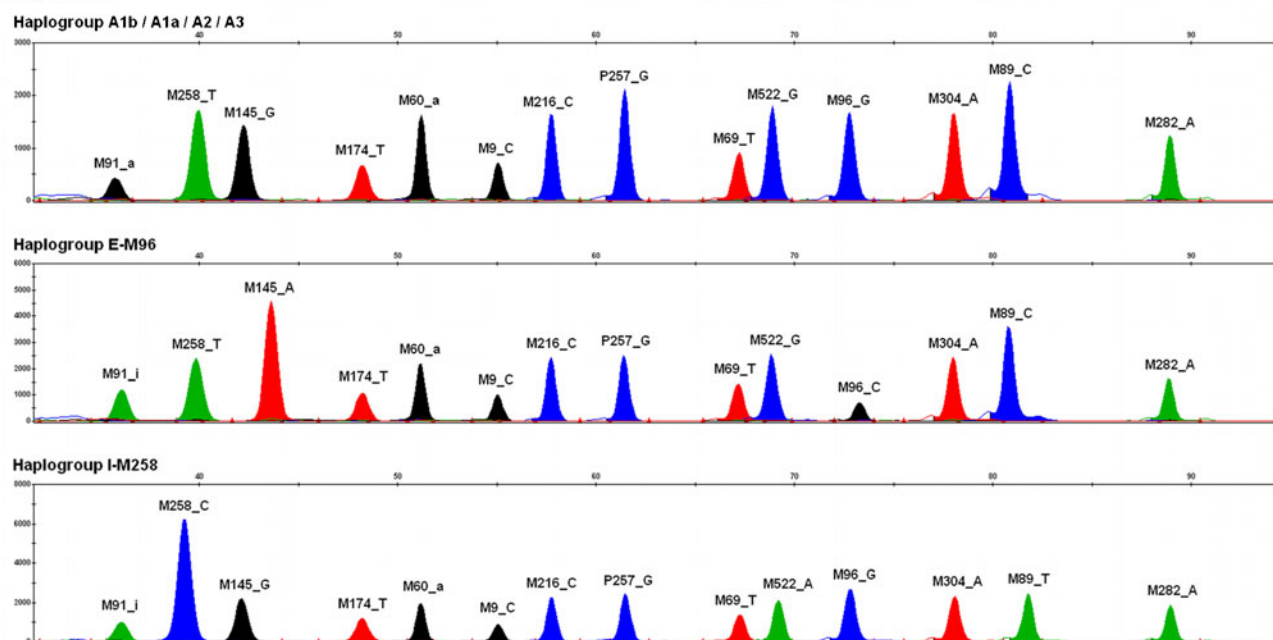 Haplogroup A1b / A1a / A2 / A3
40 50 60 70 80 90
3000
2000
1000
0
M91_a M258_T M145_G M174_T M60_a M9_C M216_C P257_G M69_T M522_G M96_G M304_A M89_C M282_A
Haplogroup E-M96
40 50 60 70 80 90
6000
5000
4000
3000
2000
1000
0
M91_i M258_T M145_A M174_T M60_a M9_C M216_C P257_G M69_T M522_G M96_C M304_A M89_C M282_A
Haplogroup I-M258
40 50 60 70 80 90
8000
6000
4000
2000
M91_i M258_C M145_G M174_T M60_a M9_C M216_C P257_G M69_T M522_A M96_G M304_A M89_T M282_A